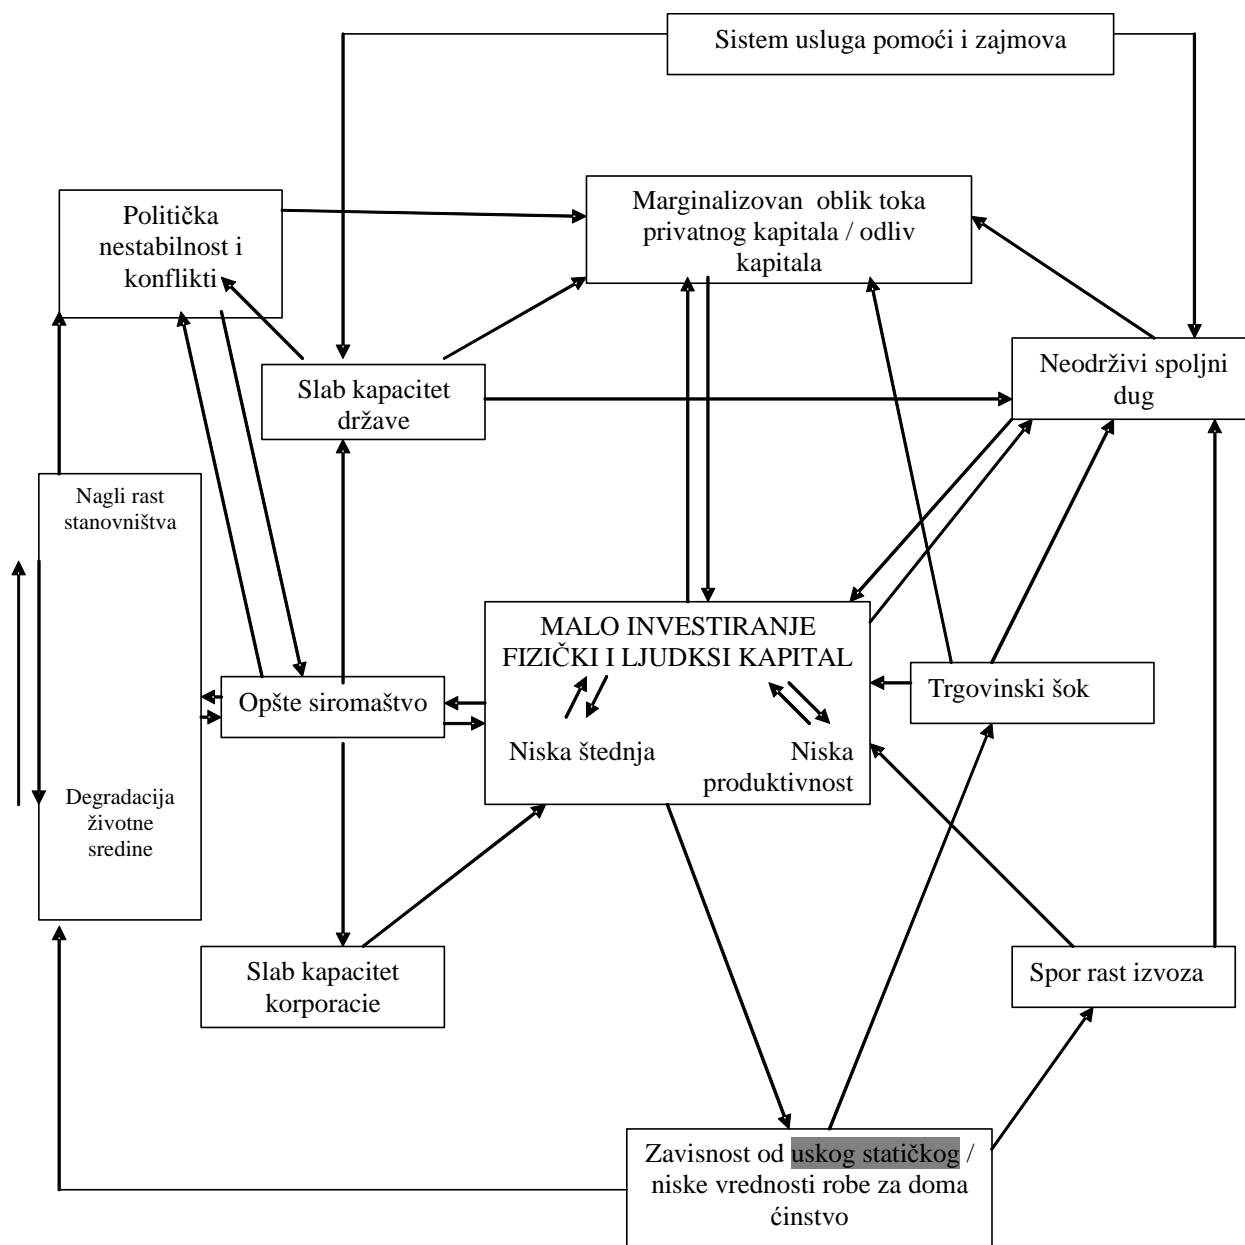 Sistem usluga pomoći i zajmova
Politička
nestabilnost i
konflikti
Marginalizovan oblik toka
privatnog kapitala / odliv
kapitala
Slab kapacitet
države
Neodrživi spoljni
dug
Nagli rast
stanovništva
Degradacija
životne
sredine
Opšte siromaštvo
MALO INVESTIRANJE
FIZIČKI I LJUDKSI KAPITAL
Niska štednja
Niska
produktivnost
Trgovinski šok
Slab kapacitet
korporacie
Spor rast izvoza
Zavisnost od uskog statičkog /
niske vrednosti robe za doma
ćinstvo